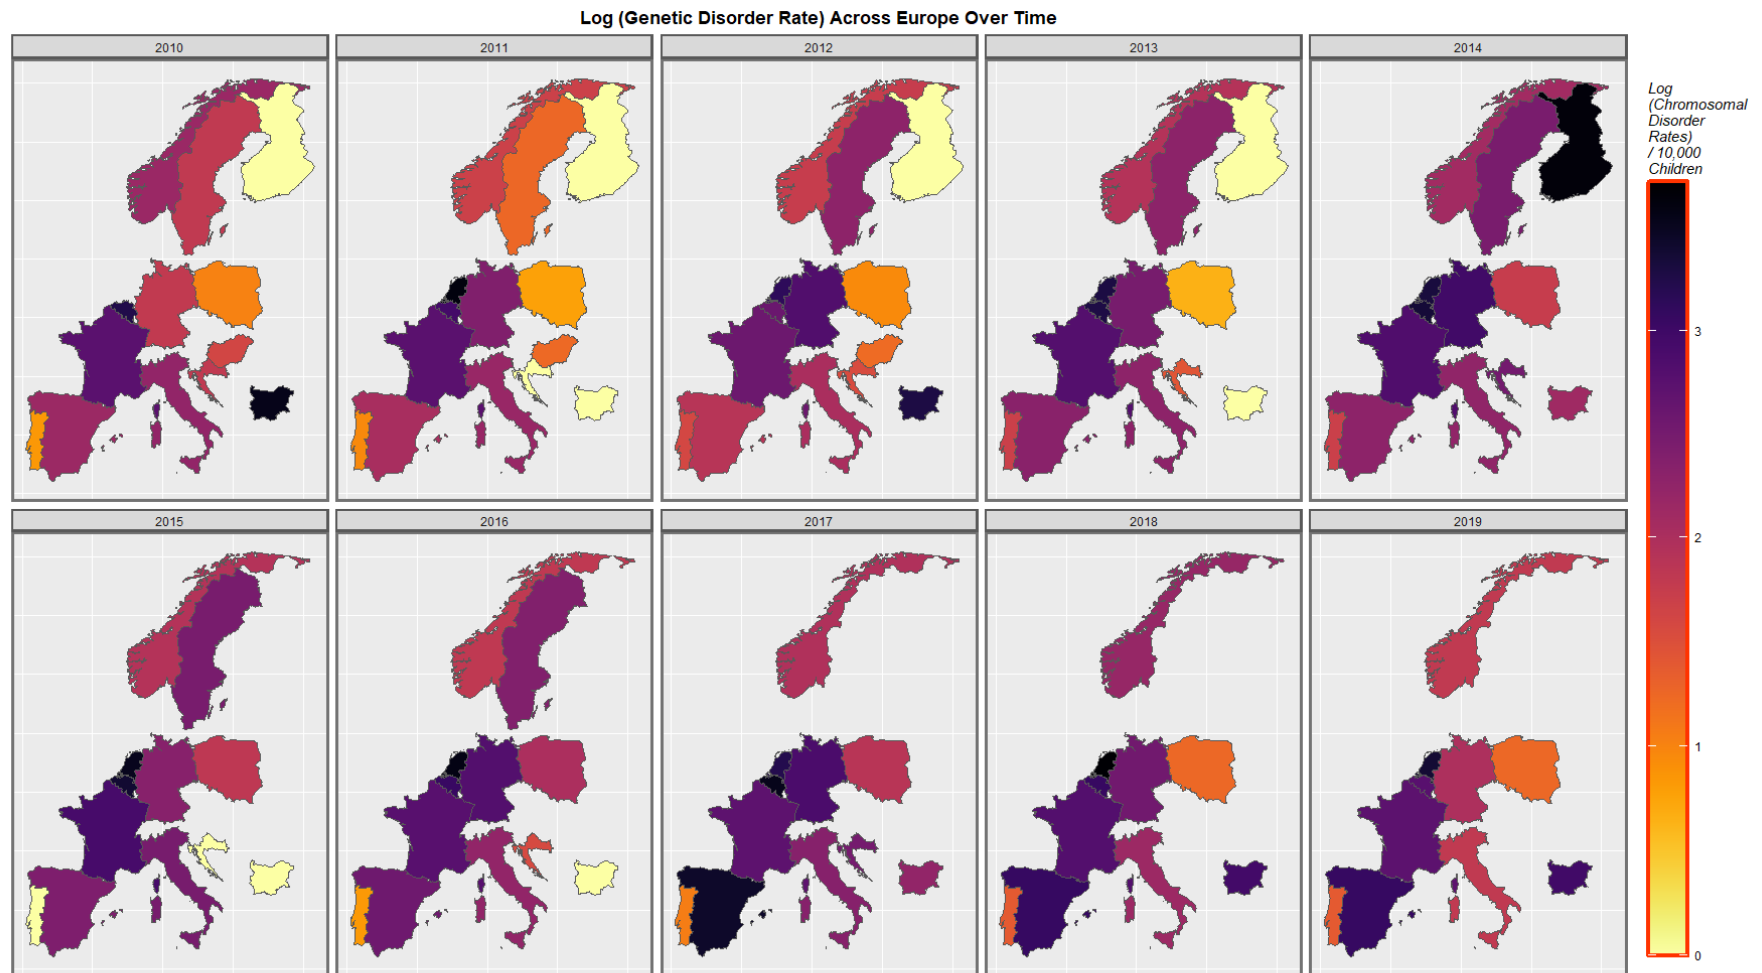 Log (Genetic Disorder Rate) Across Europe Over Time
2010
2011
2012
2013
2014
Log
(Chromosomal
Disorder
Rates)
/ 10,000
Children
3
2
1
0
2015
2016
2017
2018
2019